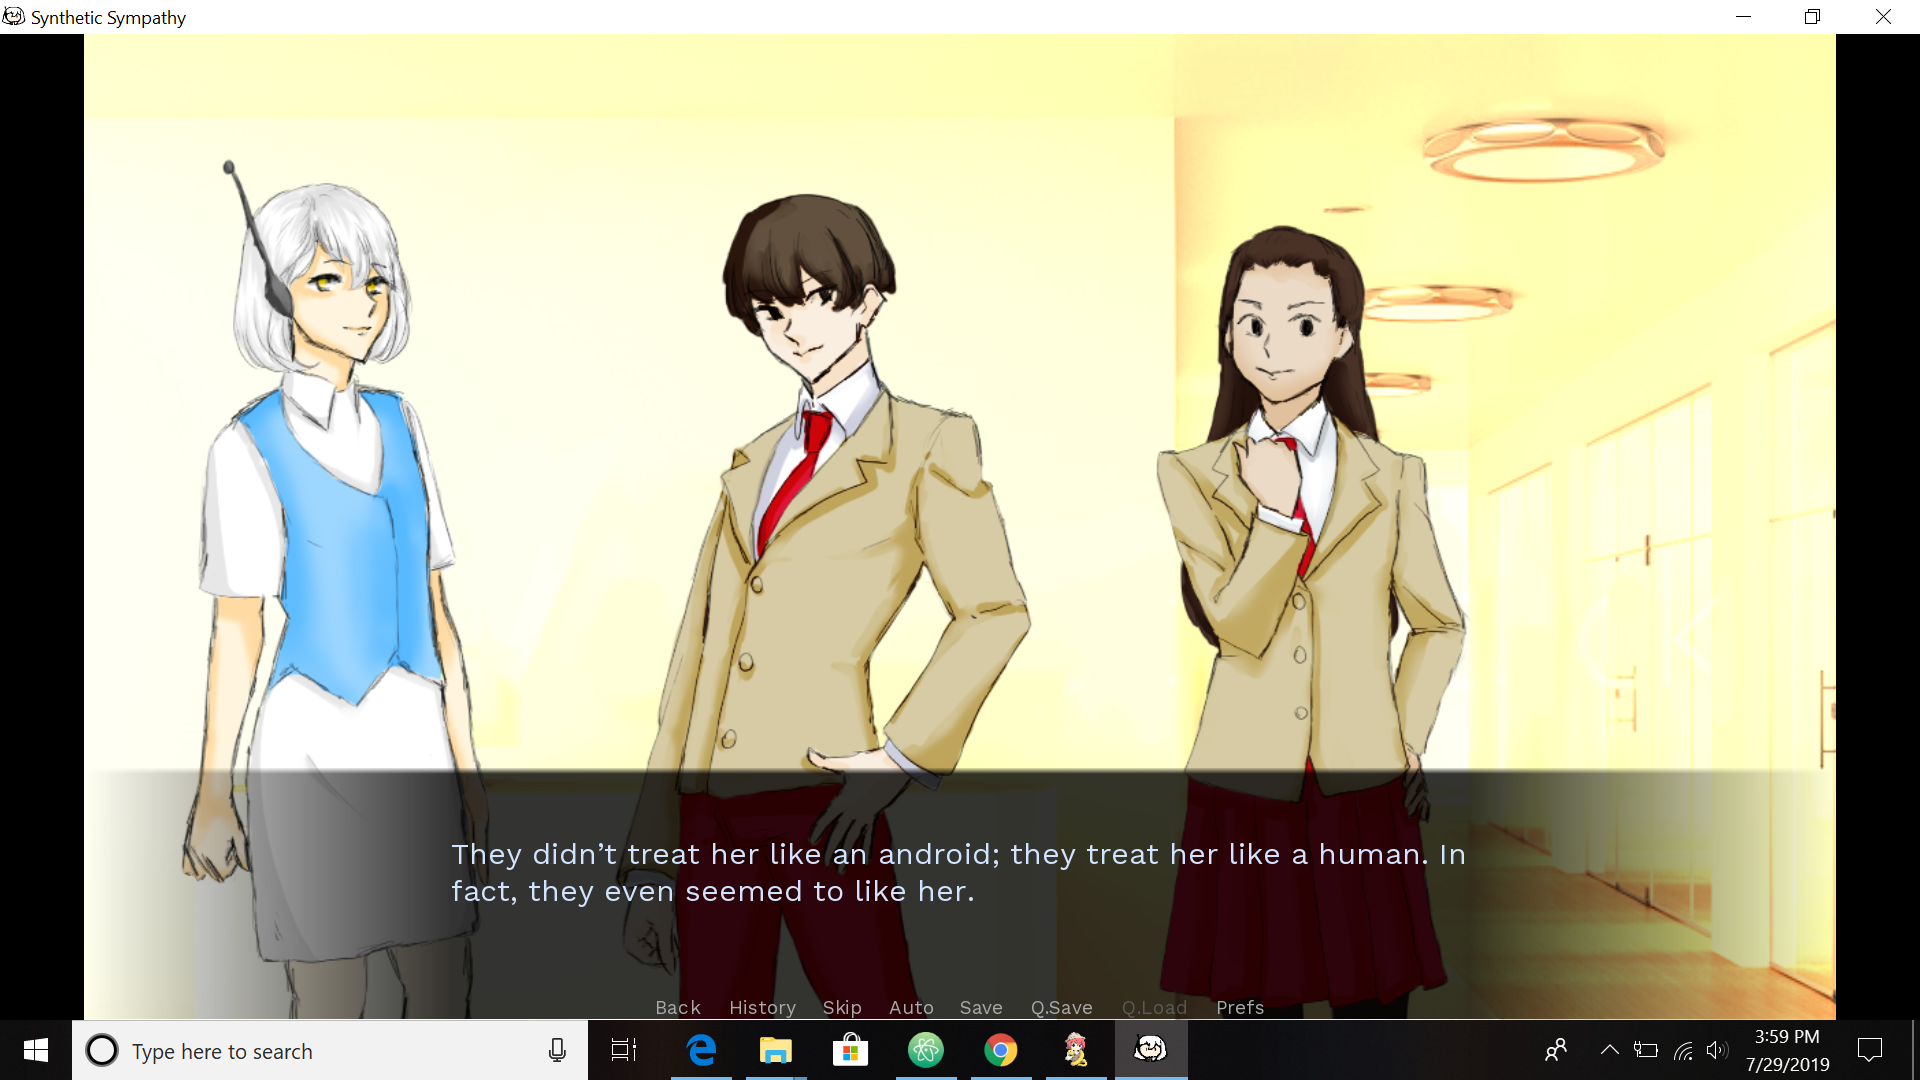 Synthetic Sympathy
They didn’t treat her like an android; they treat her like a human. In
fact, they even seemed to like her.
Back History Skip Auto Save Q.Save Q.Load Prefs
Type here to search
3:59 PM
7/29/2019